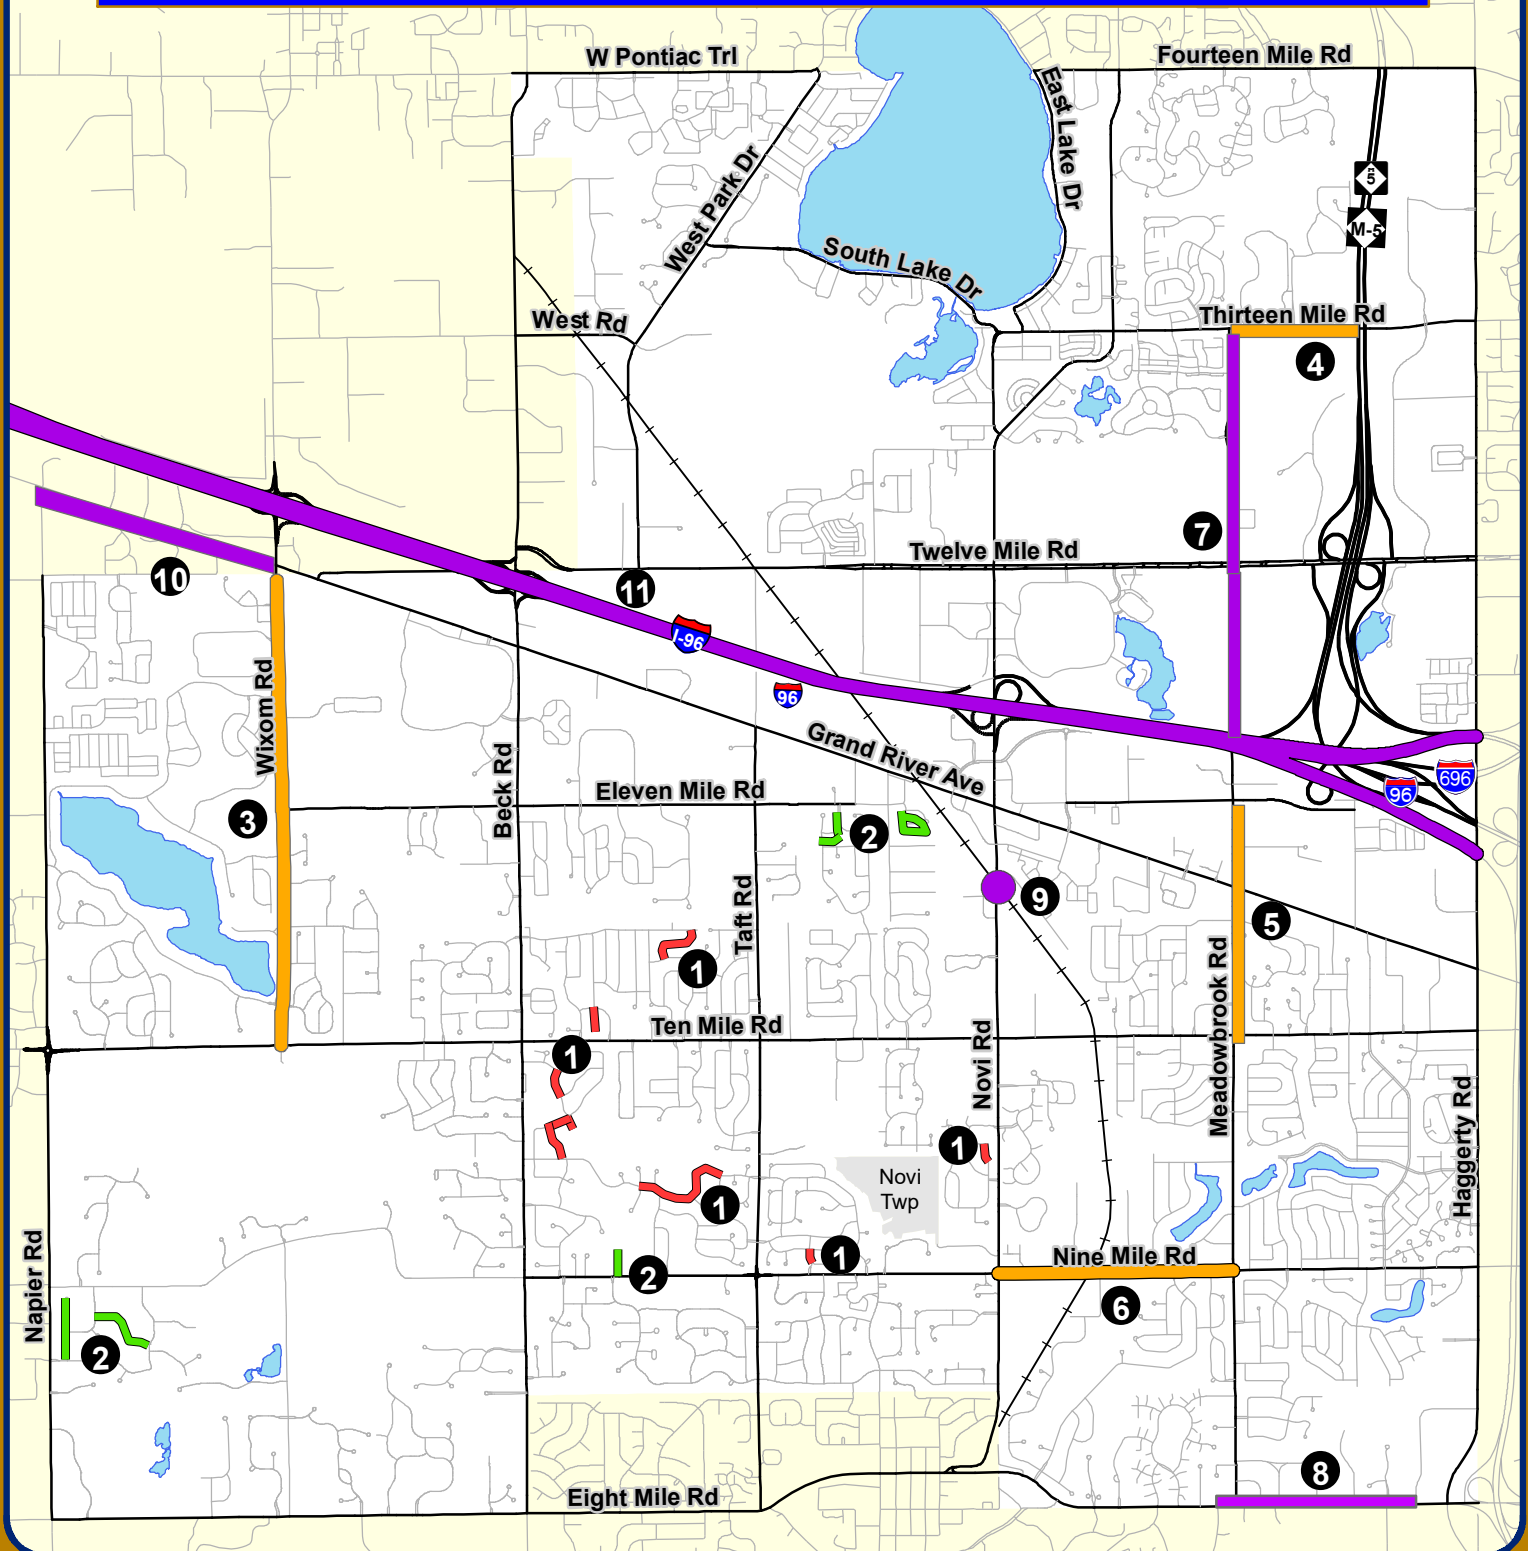 W Pontiac Trl
Fourteen Mile Rd
East Lake Dr
West Park Dr
5
M-5
South Lake Dr
West Rd
Thirteen Mile Rd
4
7
Twelve Mile Rd
10
11
I-96
96
Wixom Rd
Grand River Ave
Beck Rd
Eleven Mile Rd
696
96
3
2
Taft Rd
9
5
1
Meadowbrook Rd
Ten Mile Rd
1
Novi Rd
Haggerty Rd
1
Novi
Twp
1
Napier Rd
1
Nine Mile Rd
2
6
2
8
Eight Mile Rd